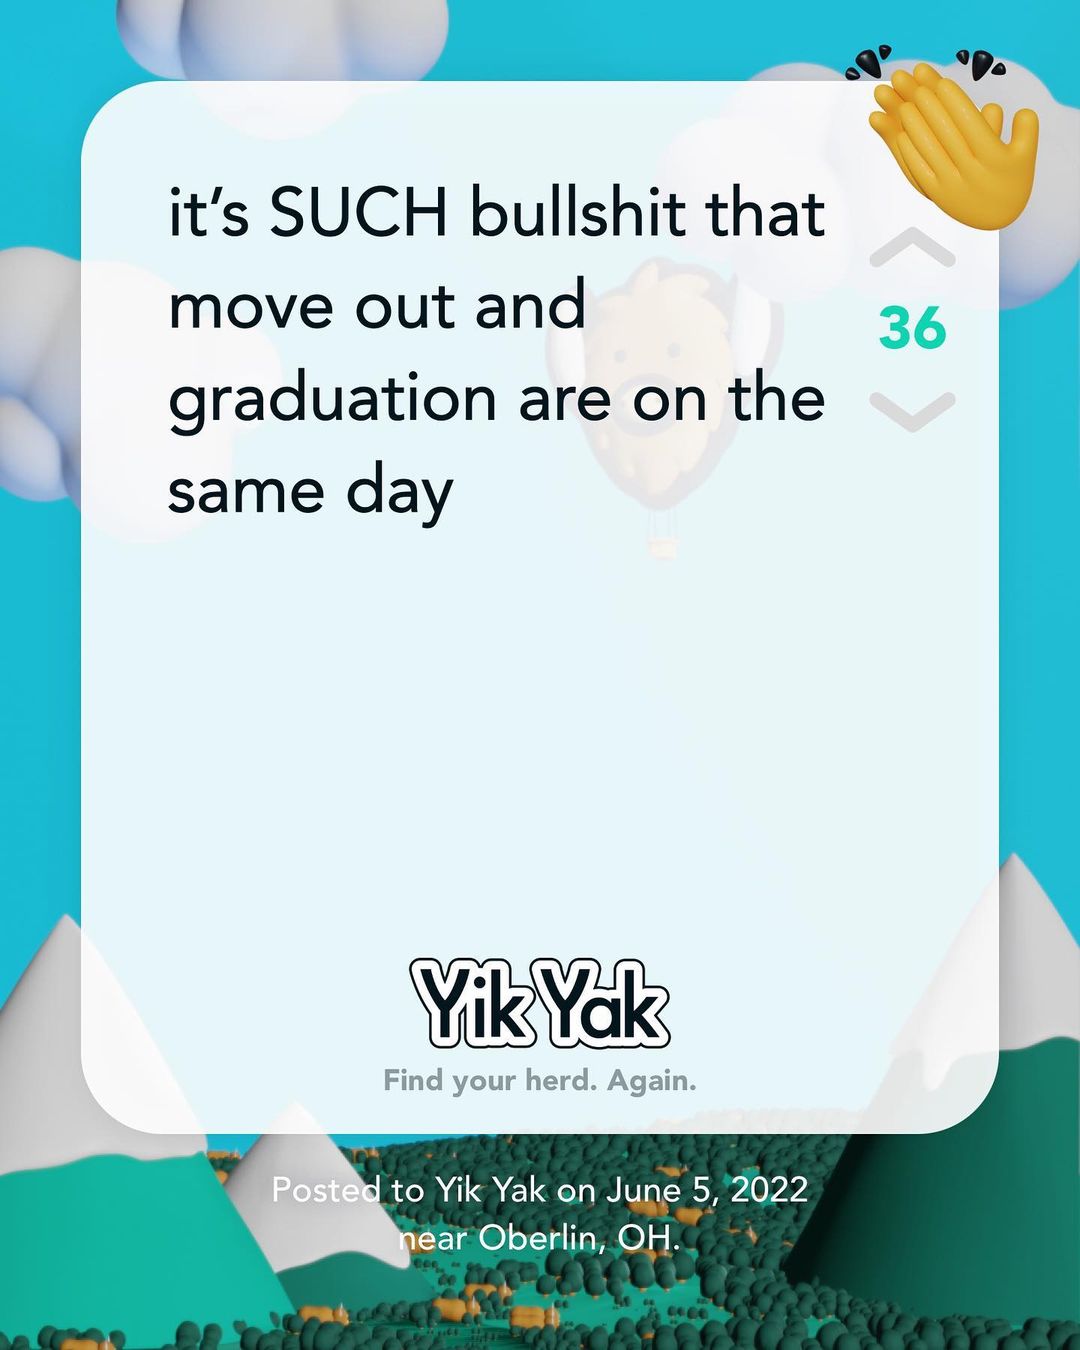 it’s SUCH bullshit that
move out and
graduation are on the
same day
36
Yik Yak
Find your herd. Again.
Posted to Yik Yak on June 5, 2022
near Oberlin, OH.